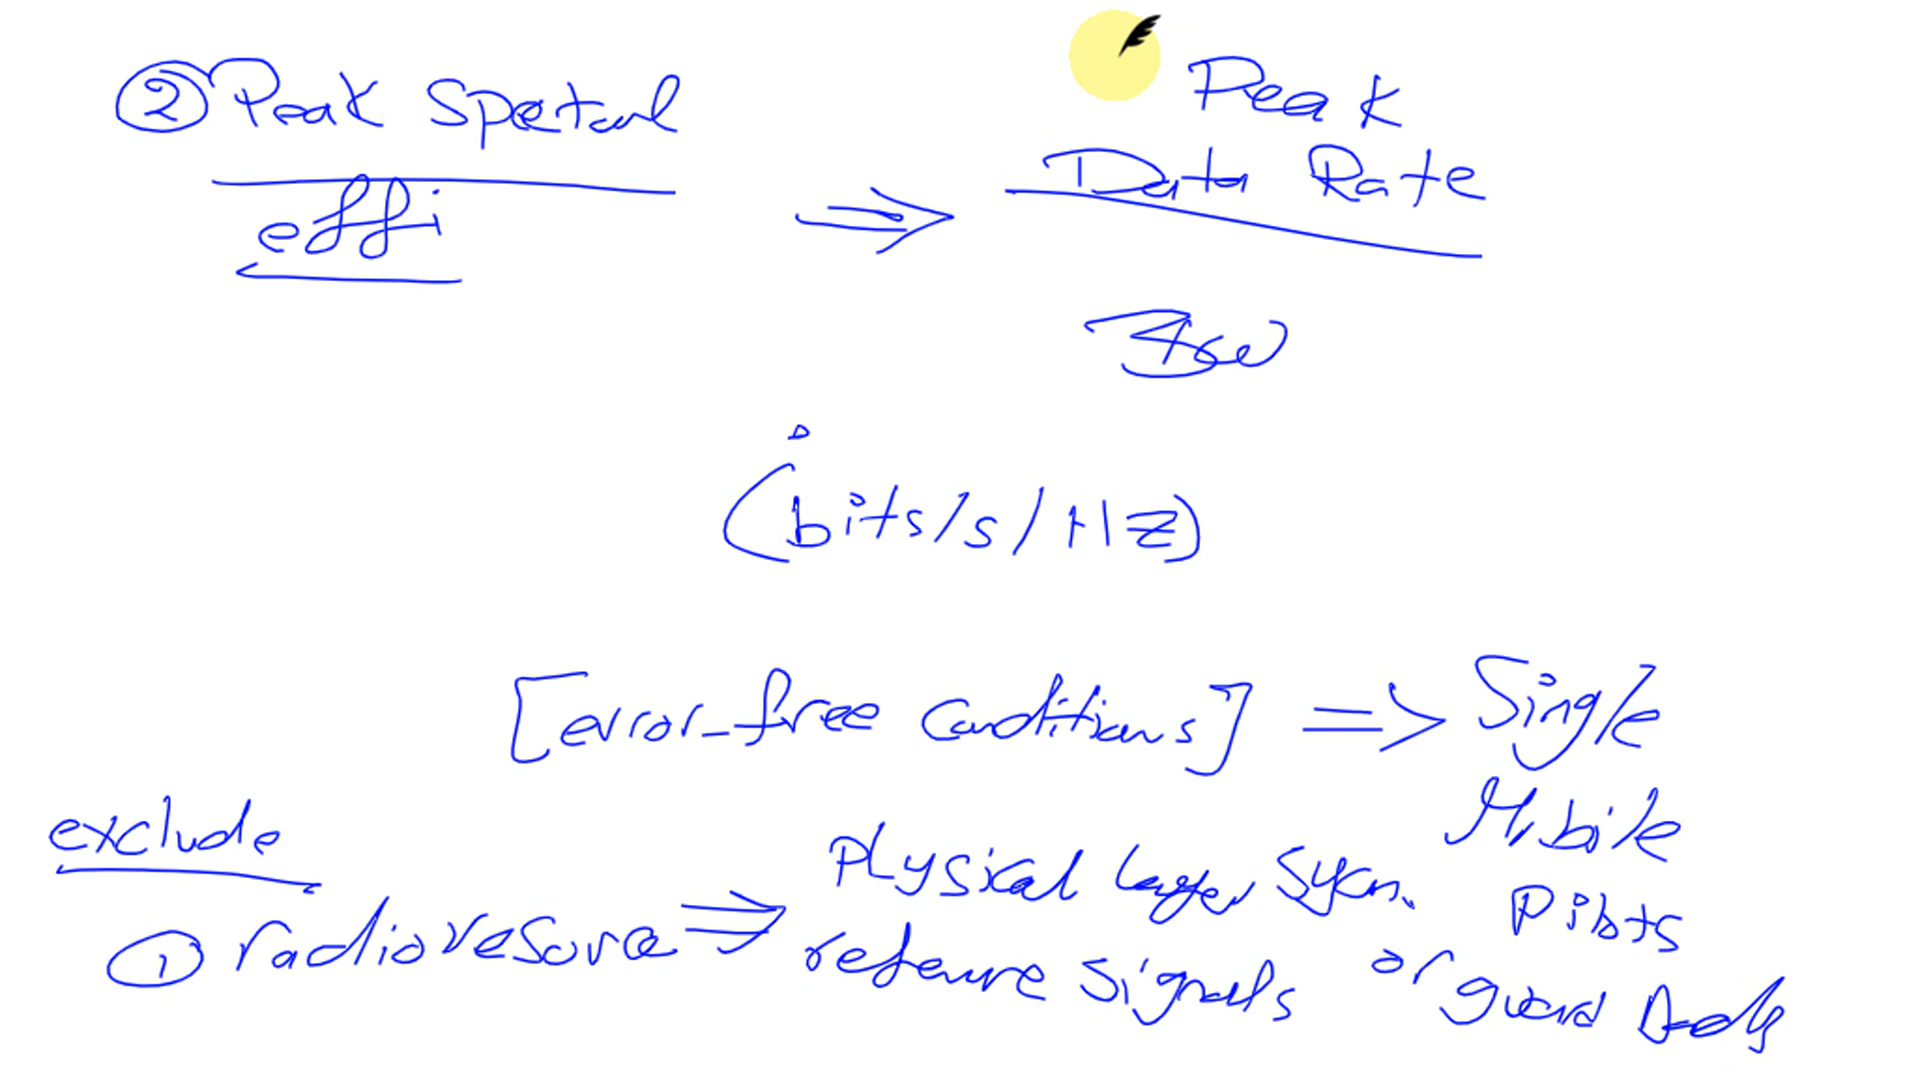 ② Peak Spectral
effi
⇒
Peak
Data Rate
BW
(bits/s/Hz)
[error-free conditions] => Single
Mobile
exclude
① radio resource ⇒ Physical layer Sycn. Pilots
reference signals or guard bands